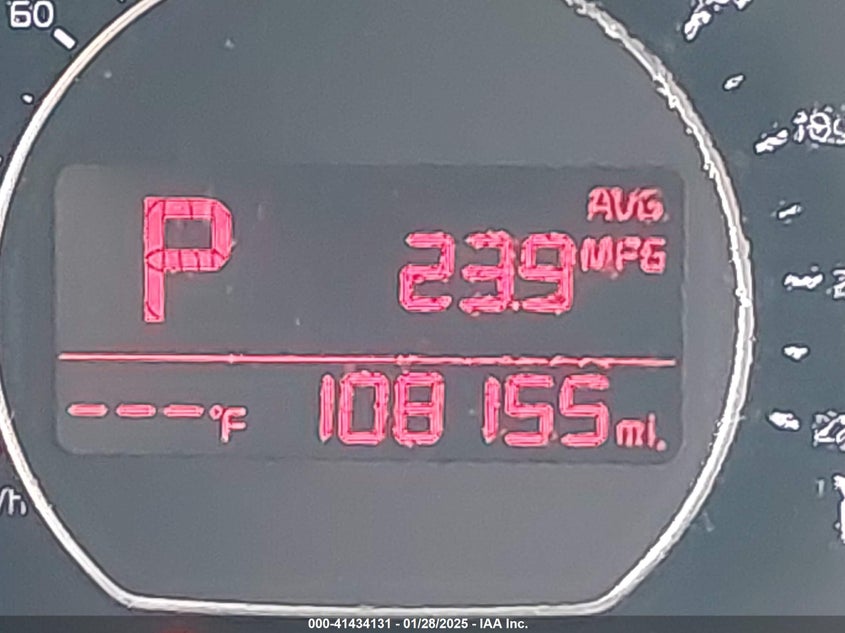 60
P
AVG.
23.9 MPG
---°F 108155 mi.
/h
000-41434131 - 01/28/2025 - IAA Inc.